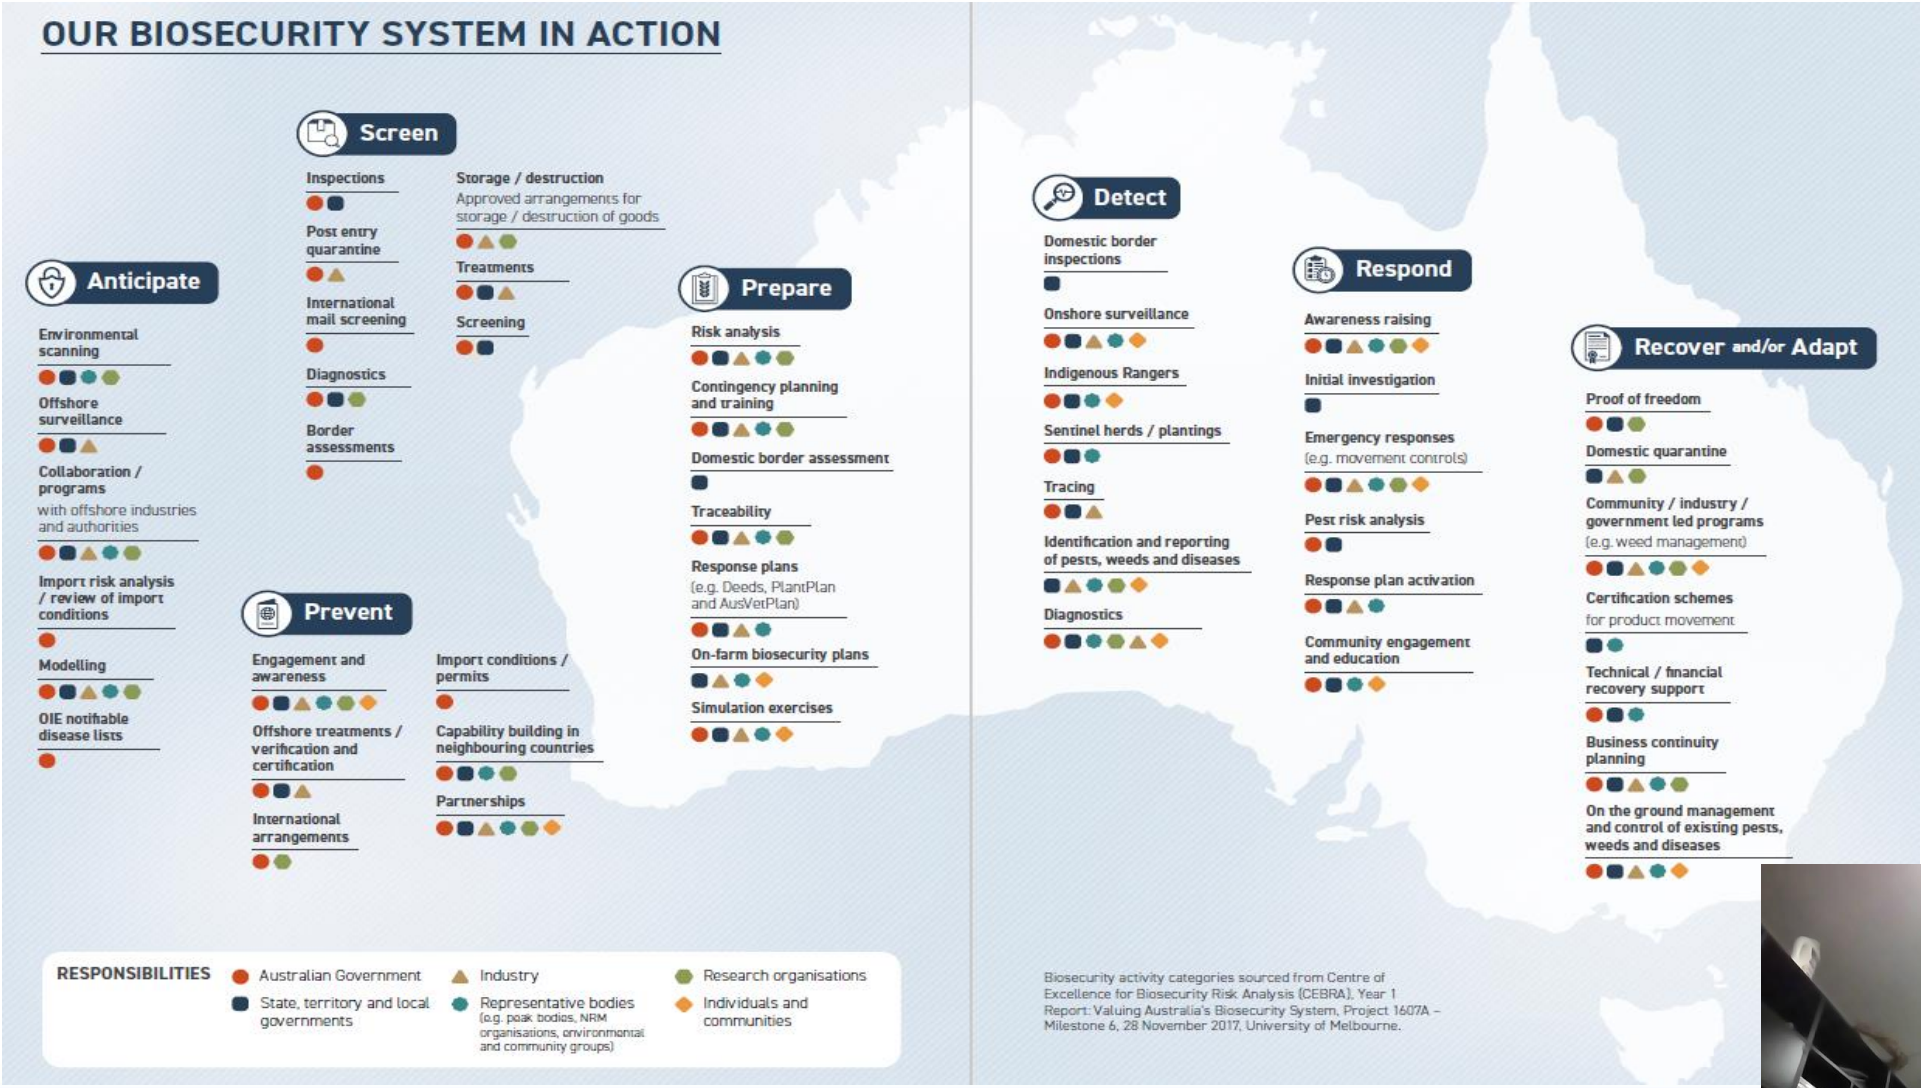 OUR BIOSECURITY SYSTEM IN ACTION
Anticipate
Environmental
scanning
Offshore
surveillance
Collaboration /
programs
with offshore industries
and authorities
Import risk analysis
/ review of import
conditions
Modelling
OIE notifiable
disease lists
Screen
Inspections
Post entry
quarantine
International
mail screening
Diagnostics
Border
assessments
Storage / destruction
Approved arrangements for
storage / destruction of goods
Treatments
Screening
Prevent
Engagement and
awareness
Offshore treatments /
verification and
certification
International
arrangements
Import conditions /
permits
Capability building in
neighbouring countries
Partnerships
Prepare
Risk analysis
Contingency planning
and training
Domestic border assessment
Traceability
Response plans
(e.g. Deeds, PlantPlan
and AusVetPlan)
On-farm biosecurity plans
Simulation exercises
Detect
Domestic border
inspections
Onshore surveillance
Indigenous Rangers
Sentinel herds / plantings
Tracing
Identification and reporting
of pests, weeds and diseases
Diagnostics
Respond
Awareness raising
Initial investigation
Emergency responses
(e.g. movement controls)
Pest risk analysis
Response plan activation
Community engagement
and education
Recover and/or Adapt
Proof of freedom
Domestic quarantine
Community / industry /
government led programs
(e.g. weed management)
Certification schemes
for product movement
Technical / financial
recovery support
Business continuity
planning
On the ground management
and control of existing pests,
weeds and diseases
RESPONSIBILITIES
Australian Government
State, territory and local
governments
Industry
Representative bodies
(e.g. peak bodies, NRM
organisations, environmental
and community groups)
Research organisations
Individuals and
communities
Biosecurity activity categories sourced from Centre of
Excellence for Biosecurity Risk Analysis (CEBRA), Year 1
Report: Valuing Australia's Biosecurity System, Project 1607A –
Milestone 6, 28 November 2017, University of Melbourne.